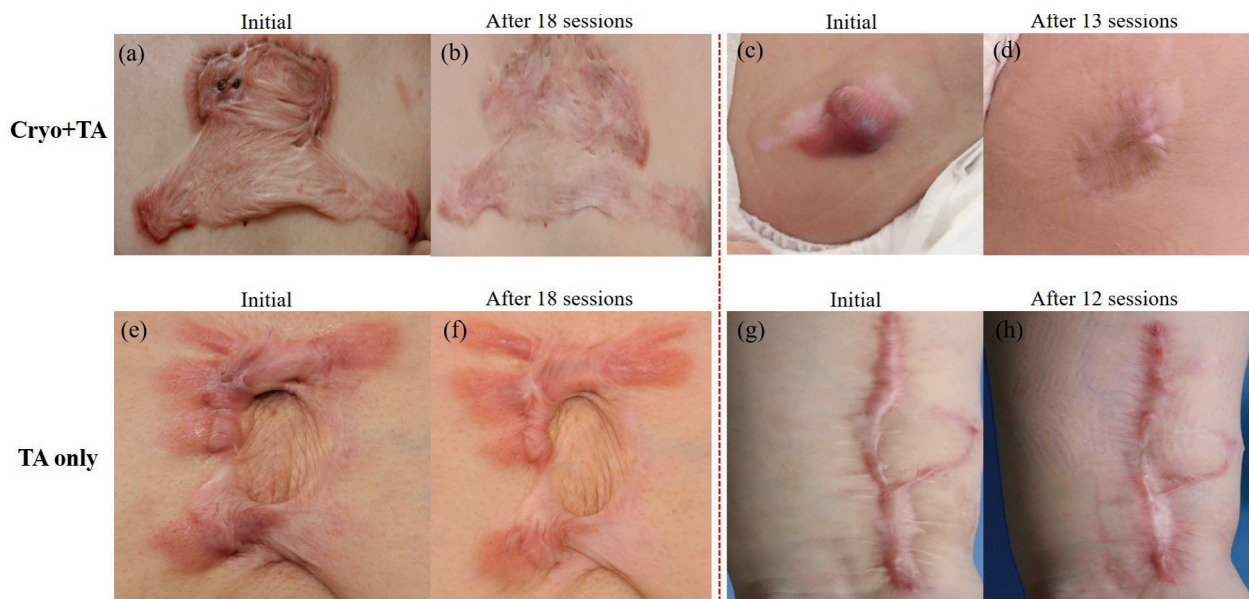 Initial
After 18 sessions
Initial
After 13 sessions
(a)
(b)
(c)
(d)
Cryo+TA
Initial
After 18 sessions
Initial
After 12 sessions
(e)
(f)
(g)
(h)
TA only